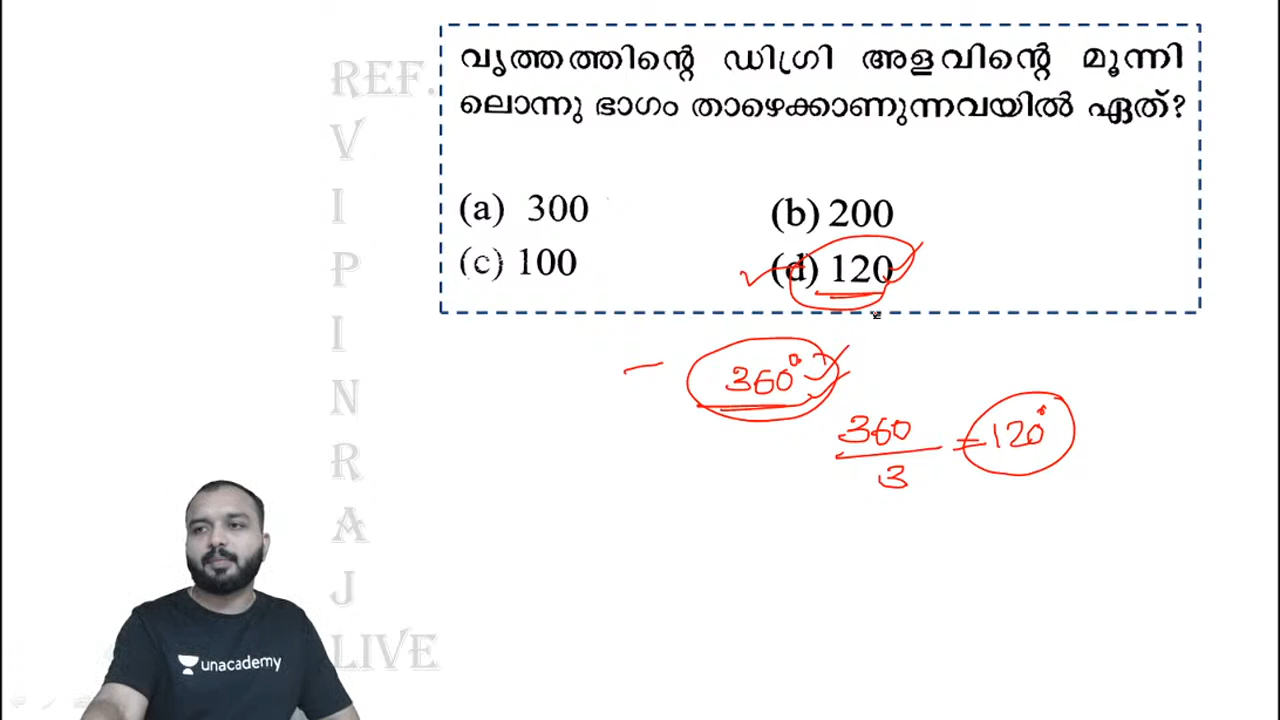 REF.
V
I
P
I
N
R
A
J
LIVE
വൃത്തത്തിന്റെ ഡിഗ്രി അളവിന്റെ മൂന്നി
ലൊന്നു ഭാഗം താഴെക്കാണുന്നവയിൽ ഏത്?
(a) 300
(b) 200
(c) 100
(d) 120
360°
360
3
= 120°
unacademy